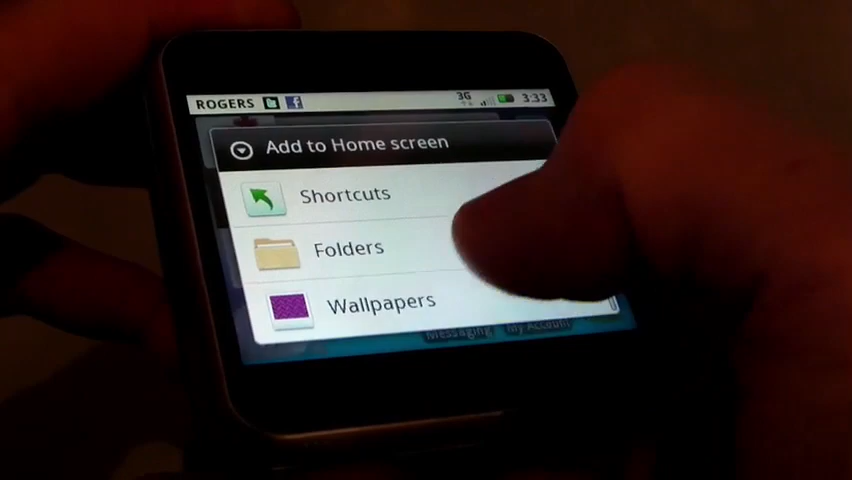 ROGERS 3G 3:33
Add to Home screen
Shortcuts
Folders
Wallpapers
Messaging My Account